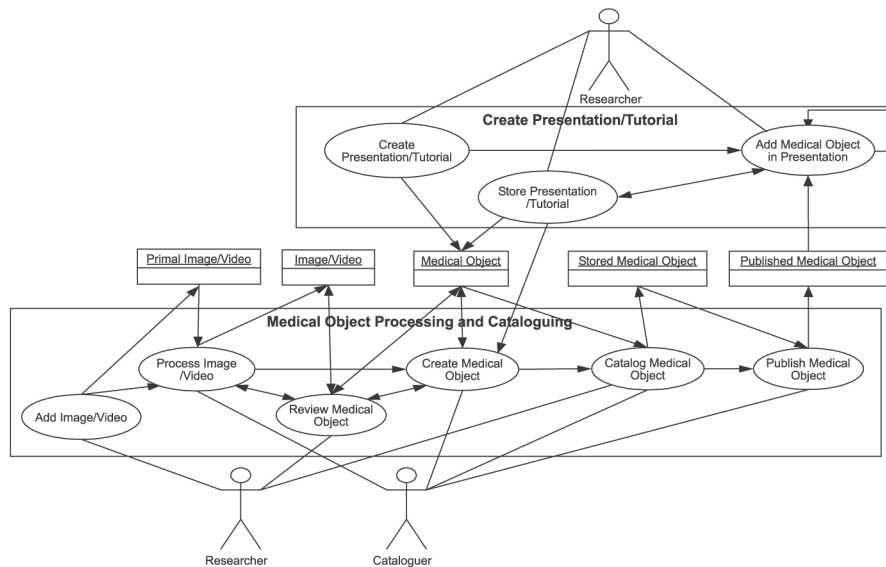 Researcher
Create Presentation/Tutorial
Create
Presentation/Tutorial
Add Medical Object
in Presentation
Store Presentation
/Tutorial
Primal Image/Video
Image/Video
Medical Object
Stored Medical Object
Published Medical Object
Medical Object Processing and Cataloguing
Process Image
/Video
Create Medical
Object
Catalog Medical
Object
Publish Medical
Object
Add Image/Video
Review Medical
Object
Researcher
Cataloguer